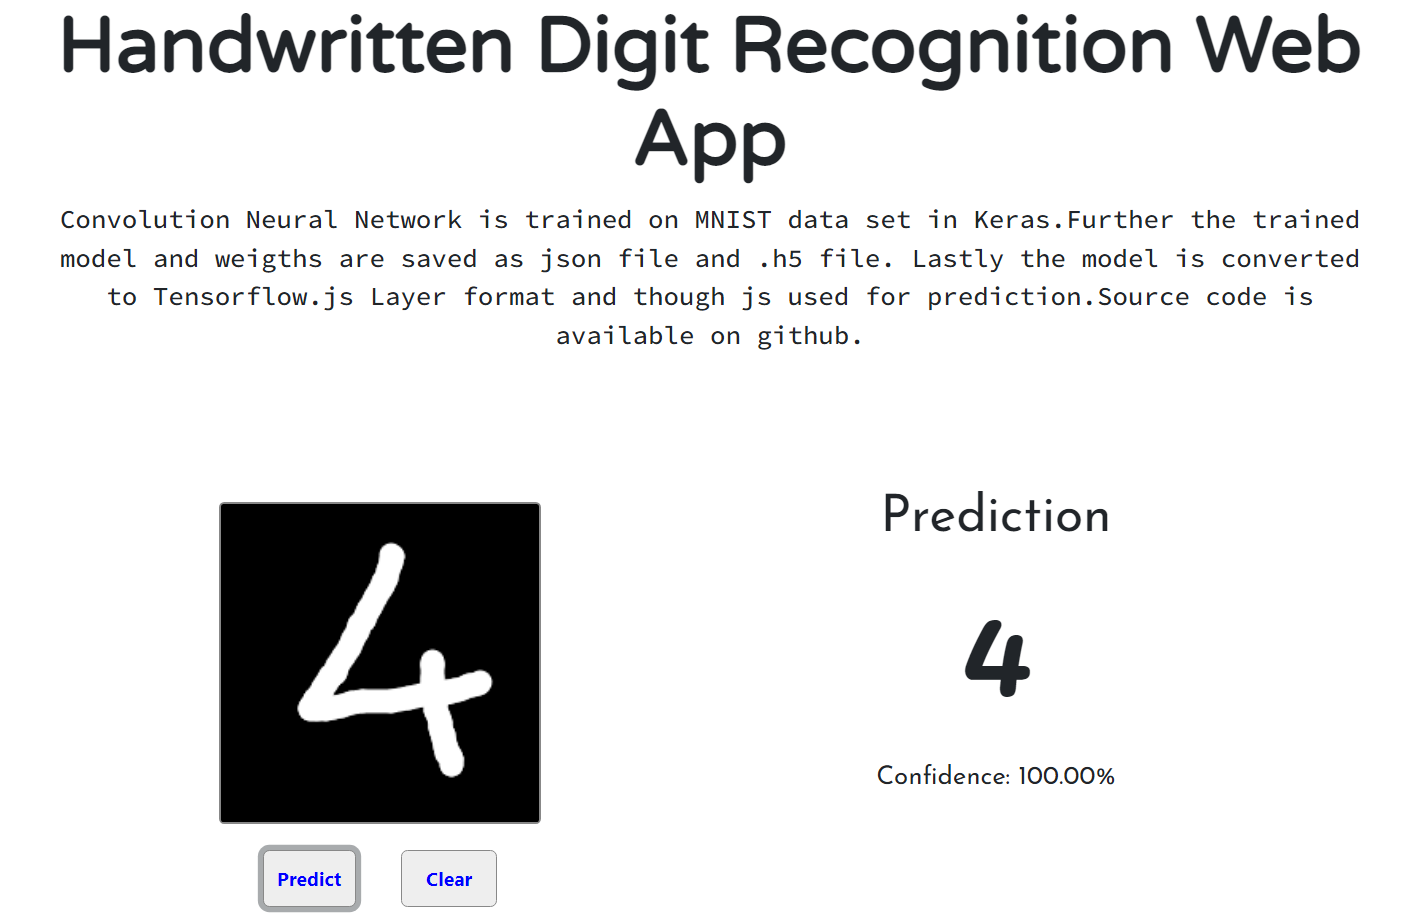 Handwritten Digit Recognition Web
App
Convolution Neural Network is trained on MNIST data set in Keras.Further the trained
model and weigths are saved as json file and .h5 file. Lastly the model is converted
to Tensorflow.js Layer format and though js used for prediction.Source code is
available on github.
4
Prediction
4
Confidence: 100.00%
Predict Clear